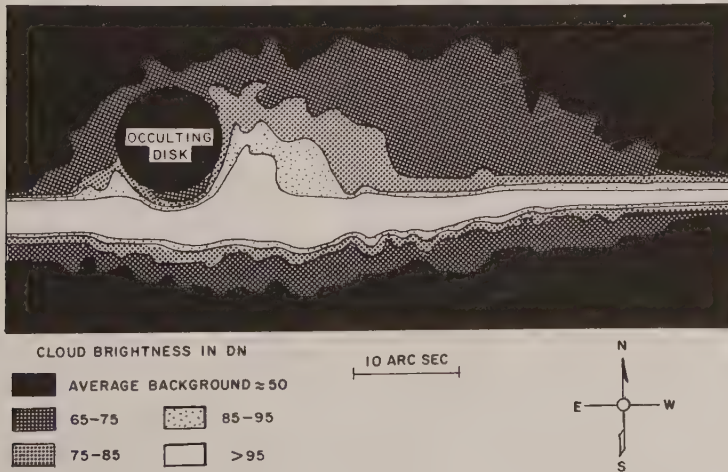 OCCULTING
DISK
CLOUD BRIGHTNESS IN DN
AVERAGE BACKGROUND ≈ 50
65-75
85-95
75-85
>95
10 ARC SEC
N
E
W
S